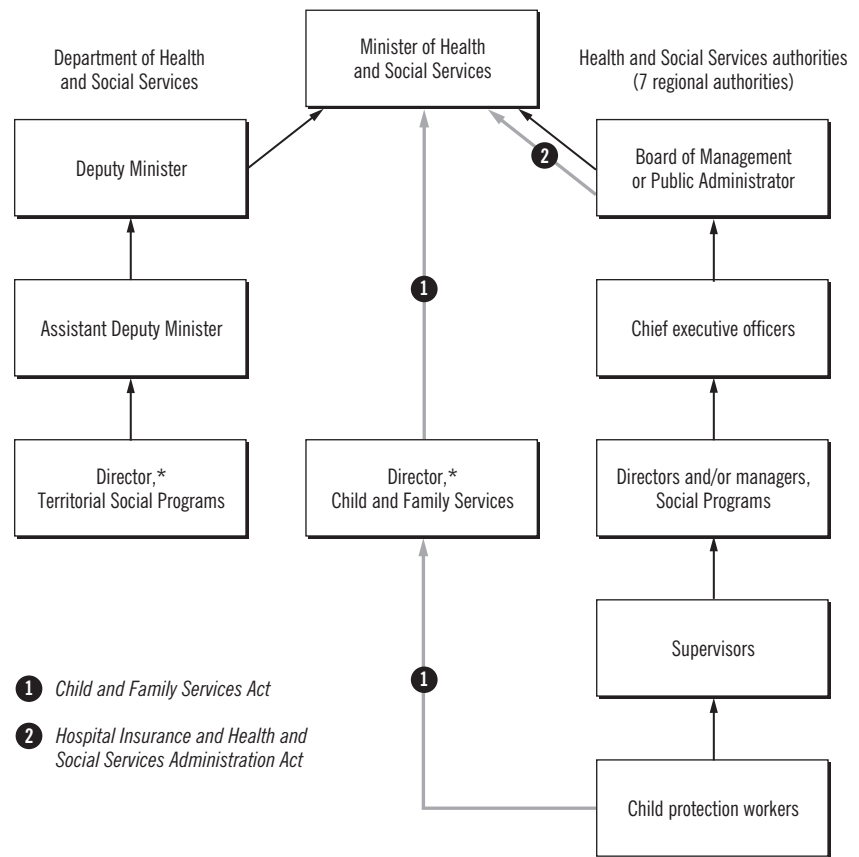 Department of Health
and Social Services
Minister of Health
and Social Services
Health and Social Services authorities
(7 regional authorities)
Deputy Minister
2
Board of Management
or Public Administrator
1
Assistant Deputy Minister
Chief executive officers
Director,*
Territorial Social Programs
Director,*
Child and Family Services
Directors and/or managers,
Social Programs
Supervisors
1
1 Child and Family Services Act
2 Hospital Insurance and Health and
Social Services Administration Act
Child protection workers